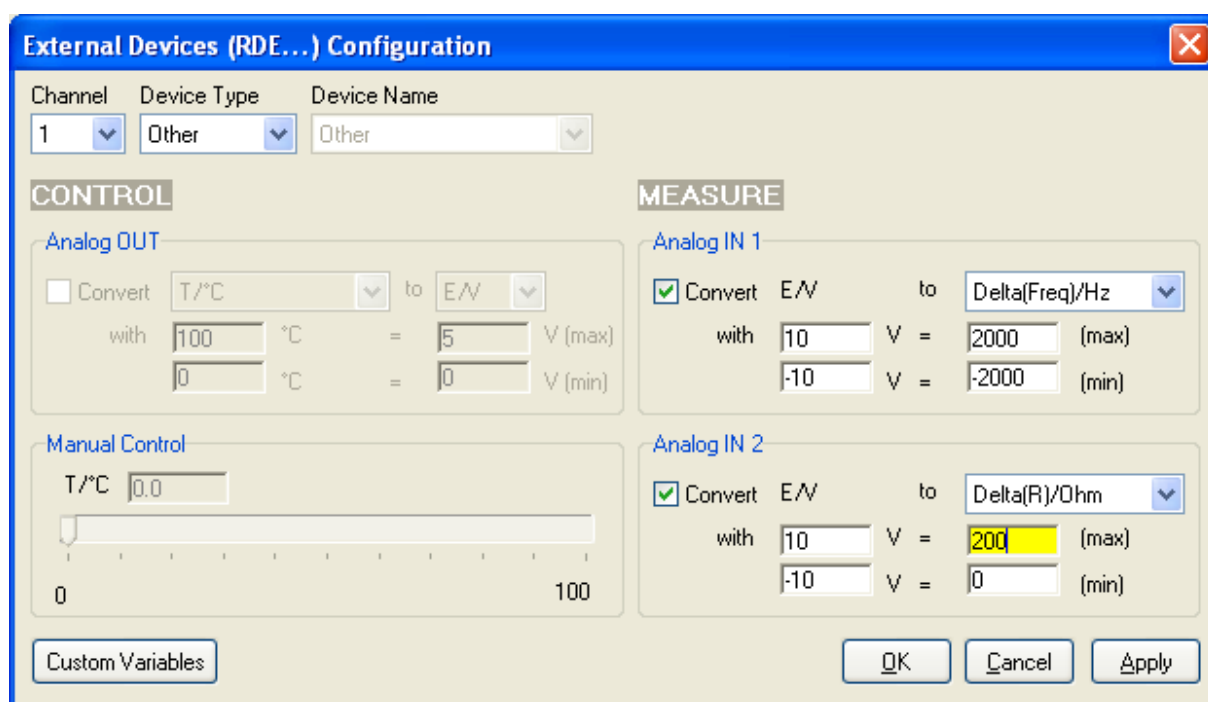 External Devices (RDE...) Configuration
Channel Device Type Device Name
1 Other Other
CONTROL
Analog OUT
Convert T/°C to E/V
with 100 °C = 5 V (max)
0 °C = 0 V (min)
Manual Control
T/°C 0.0
0 100
MEASURE
Analog IN 1
Convert E/V to Delta(Freq)/Hz
with 10 V = 2000 (max)
-10 V = -2000 (min)
Analog IN 2
Convert E/V to Delta(R)/Ohm
with 10 V = 200 (max)
-10 V = 0 (min)
Custom Variables OK Cancel Apply